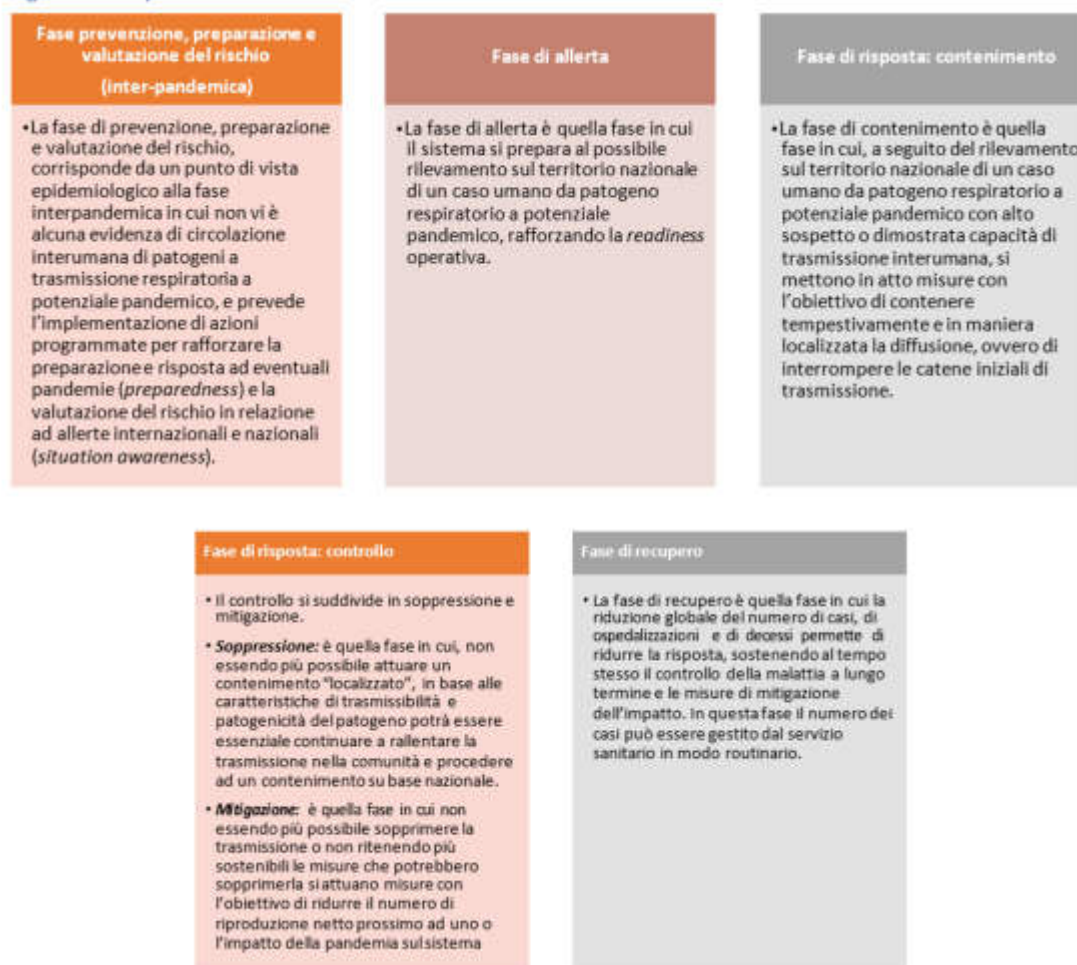 Fase prevenzione, preparazione e
valutazione del rischio
(inter-pandemica)
•La fase di prevenzione, preparazione
e valutazione del rischio,
corrisponde da un punto di vista
epidemiologico alla fase
interpandemica in cui non vi è
alcuna evidenza di circolazione
interumana di patogeni a
trasmissione respiratoria a
potenziale pandemico, e prevede
l'implementazione di azioni
programmate per rafforzare la
preparazione e risposta ad eventuali
pandemie (preparedness) e la
valutazione del rischio in relazione
ad allerte internazionali e nazionali
(situation awareness).
Fase di allerta
•La fase di allerta è quella fase in cui
il sistema si prepara al possibile
rilevamento sul territorio nazionale
di un caso umano da patogeno
respiratorio a potenziale
pandemico, rafforzando la readiness
operativa.
Fase di risposta: contenimento
•La fase di contenimento è quella
fase in cui, a seguito del rilevamento
sul territorio nazionale di un caso
umano da patogeno respiratorio a
potenziale pandemico con alto
sospetto o dimostrata capacità di
trasmissione interumana, si
mettono in atto misure con
l'obiettivo di contenere
tempestivamente e in maniera
localizzata la diffusione, ovvero di
interrompere le catene iniziali di
trasmissione.
Fase di risposta: controllo
• Il controllo si suddivide in soppressione e
mitigazione.
• Soppressione: è quella fase in cui, non
essendo più possibile attuare un
contenimento "localizzato", in base alle
caratteristiche di trasmissibilità e
patogenicità del patogeno potrà essere
essenziale continuare a rallentare la
trasmissione nella comunità e procedere
ad un contenimento su base nazionale.
• Mitigazione: è quella fase in cui non
essendo più possibile sopprimere la
trasmissione o non ritenendo più
sostenibili le misure che potrebbero
sopprimerla si attuano misure con
l'obiettivo di ridurre il numero di
riproduzione netto prossimo ad uno o
l'impatto della pandemia sul sistema
Fase di recupero
• La fase di recupero è quella fase in cui la
riduzione globale del numero di casi, di
ospedalizzazioni e di decessi permette di
ridurre la risposta, sostenendo al tempo
stesso il controllo della malattia a lungo
termine e le misure di mitigazione
dell'impatto. In questa fase il numero dei
casi può essere gestito dal servizio
sanitario in modo routinario.